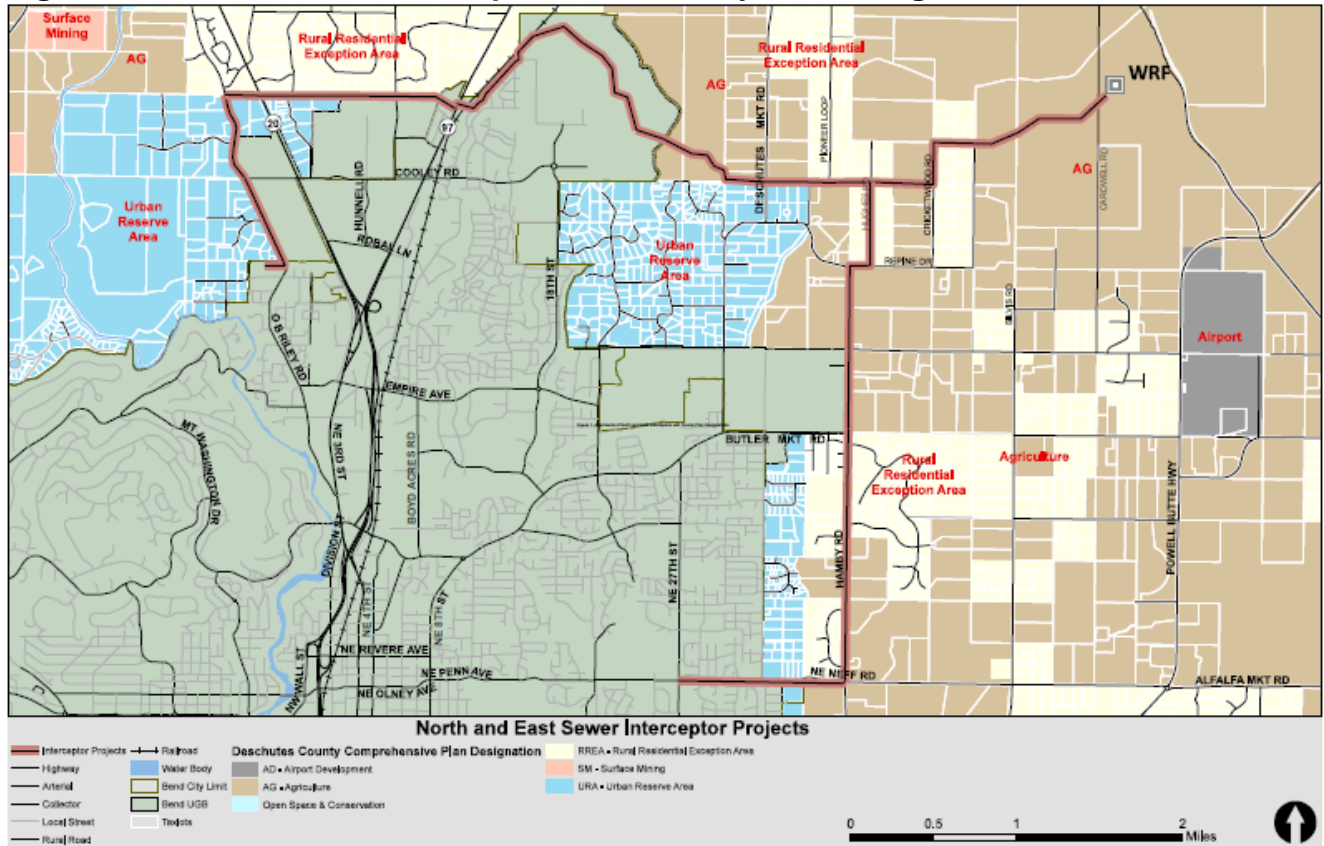 Surface
Mining
AG
Rural Residential
Exception Area
Rural Residential
Exception Area
AG
WRF
DESCHUTES MKT RD
PIONEER LOOP
20
97
COOLEY RD
HUNNELL RD
CRICKETWOOD RD
AG
CARDWELL RD
Urban
Reserve
Area
ROBAL LN
18TH ST
Urban
Reserve
Area
REPINE DR
O B RILEY RD
Airport
EMPIRE AVE
MT WASHINGTON DR
NE 3RD ST
BOYD ACRES RD
BUTLER MKT RD
Rural
Residential
Exception Area
Agriculture
DIVISION ST
NE 4TH ST
NE 8TH ST
NE 27TH ST
HAMBY RD
POWELL BUTTE HWY
NE REVERE AVE
NE PENN AVE
NE NEFF RD
NW WALL ST
NE OLNEY AVE
ALFALFA MKT RD
North and East Sewer Interceptor Projects
Interceptor Projects
Highway
Arterial
Collector
Local Street
Rural Road
Railroad
Water Body
Bend City Limit
Bend UGB
Taxlots
Deschutes County Comprehensive Plan Designation
AD - Airport Development
AG - Agriculture
Open Space & Conservation
RREA - Rural Residential Exception Area
SM - Surface Mining
URA - Urban Reserve Area
0 0.5 1 2
Miles